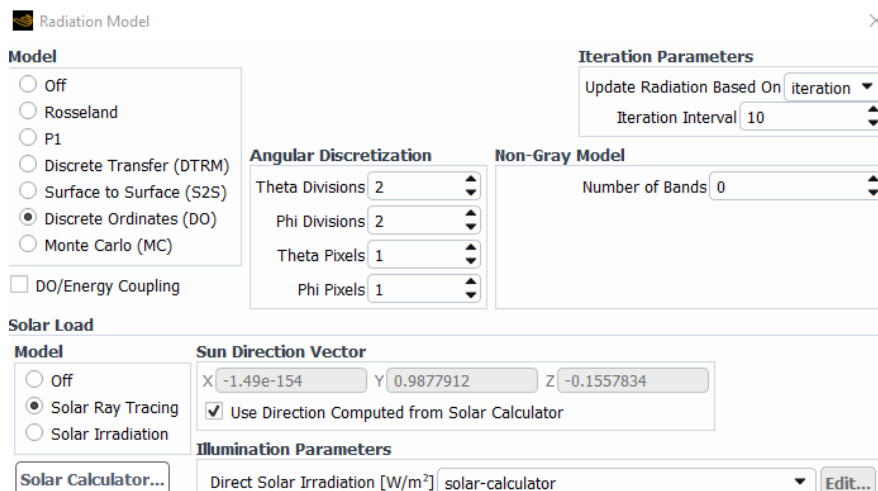 Radiation Model
Model
Off
Rosseland
P1
Discrete Transfer (DTRM)
Surface to Surface (S2S)
Discrete Ordinates (DO)
Monte Carlo (MC)
DO/Energy Coupling
Iteration Parameters
Update Radiation Based On iteration
Iteration Interval 10
Angular Discretization
Theta Divisions 2
Phi Divisions 2
Theta Pixels 1
Phi Pixels 1
Non-Gray Model
Number of Bands 0
Solar Load
Model
Off
Solar Ray Tracing
Solar Irradiation
Solar Calculator...
Sun Direction Vector
X -1.49e-154 Y 0.9877912 Z -0.1557834
Use Direction Computed from Solar Calculator
Illumination Parameters
Direct Solar Irradiation [W/m²] solar-calculator Edit...